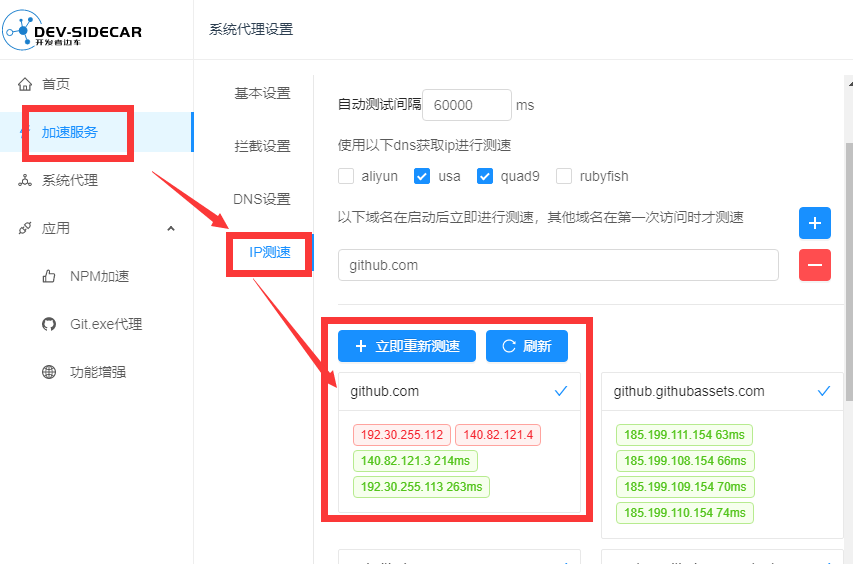 DEV-SIDECAR
开发者边车
系统代理设置
首页
加速服务
系统代理
应用
NPM加速
Git.exe代理
功能增强
基本设置
拦截设置
DNS设置
IP测速
自动测试间隔 60000 ms
使用以下dns获取ip进行测速
aliyun usa quad9 rubyfish
以下域名在启动后立即进行测速，其他域名在第一次访问时才测速
github.com
立即重新测速 刷新
github.com
192.30.255.112 140.82.121.4
140.82.121.3 214ms
192.30.255.113 263ms
github.githubassets.com
185.199.111.154 63ms
185.199.108.154 66ms
185.199.109.154 70ms
185.199.110.154 74ms